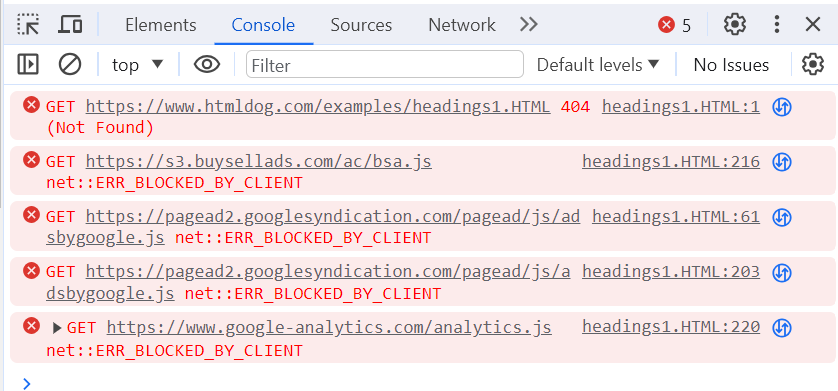 Elements Console Sources Network 5
top Filter Default levels No Issues
GET https://www.htmldog.com/examples/headings1.HTML 404 headings1.HTML:1
(Not Found)
GET https://s3.buysellads.com/ac/bsa.js headings1.HTML:216
net::ERR_BLOCKED_BY_CLIENT
GET https://pagead2.googlesyndication.com/pagead/js/ad headings1.HTML:61
sbygoogle.js net::ERR_BLOCKED_BY_CLIENT
GET https://pagead2.googlesyndication.com/pagead/js/a headings1.HTML:203
dsbygoogle.js net::ERR_BLOCKED_BY_CLIENT
GET https://www.google-analytics.com/analytics.js headings1.HTML:220
net::ERR_BLOCKED_BY_CLIENT